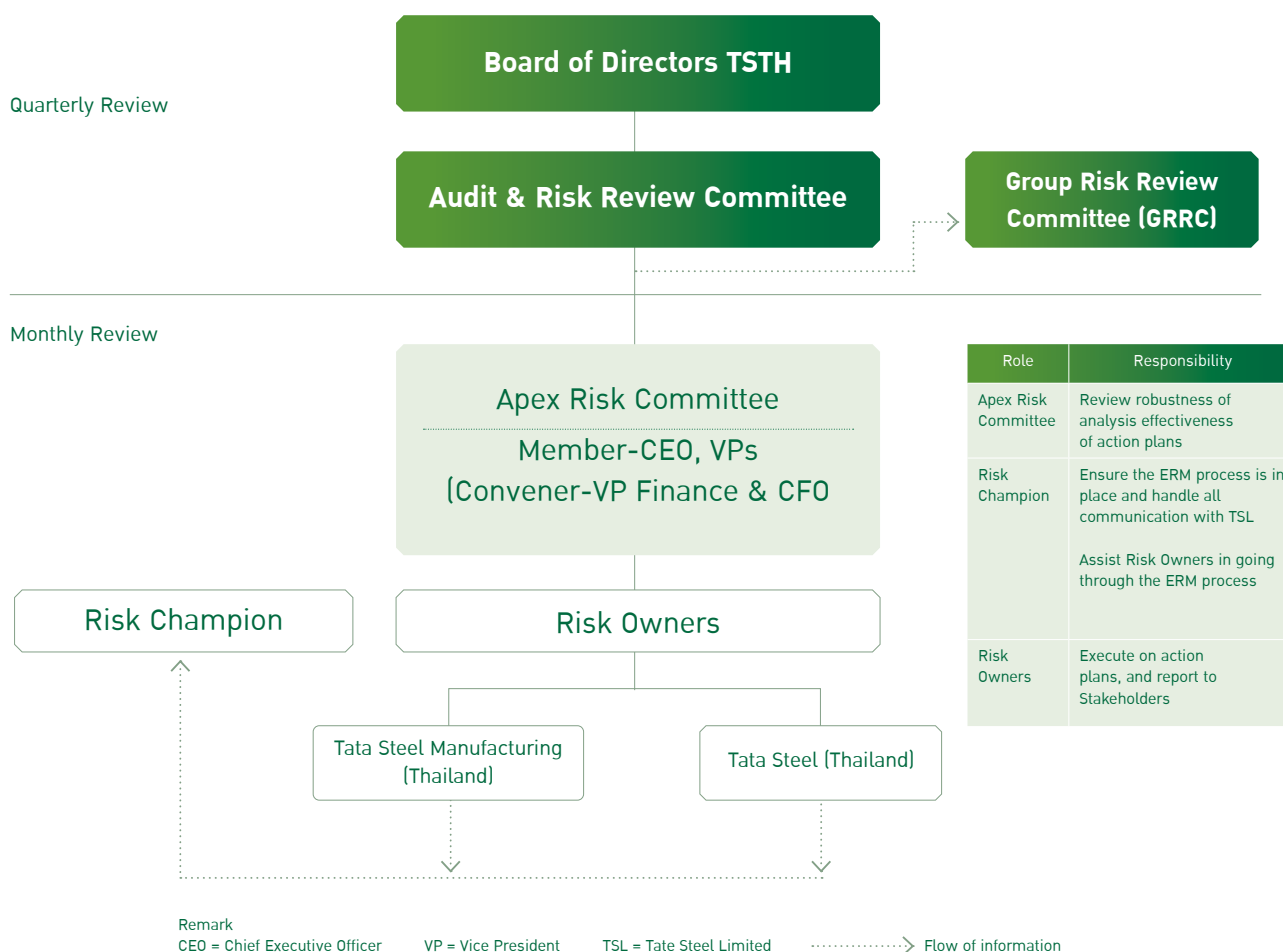 Board of Directors TSTH
Quarterly Review
Audit & Risk Review Committee
Group Risk Review
Committee (GRRC)
Monthly Review
Apex Risk Committee
Member-CEO, VPs
(Convener-VP Finance & CFO
Role Responsibility
Apex Risk
Committee
Review robustness of
analysis effectiveness
of action plans
Risk
Champion
Ensure the ERM process is in
place and handle all
communication with TSL
Assist Risk Owners in going
through the ERM process
Risk
Owners
Execute on action
plans, and report to
Stakeholders
Risk Champion
Risk Owners
Tata Steel Manufacturing
(Thailand)
Tata Steel (Thailand)
Remark
CEO = Chief Executive Officer VP = Vice President TSL = Tate Steel Limited Flow of information